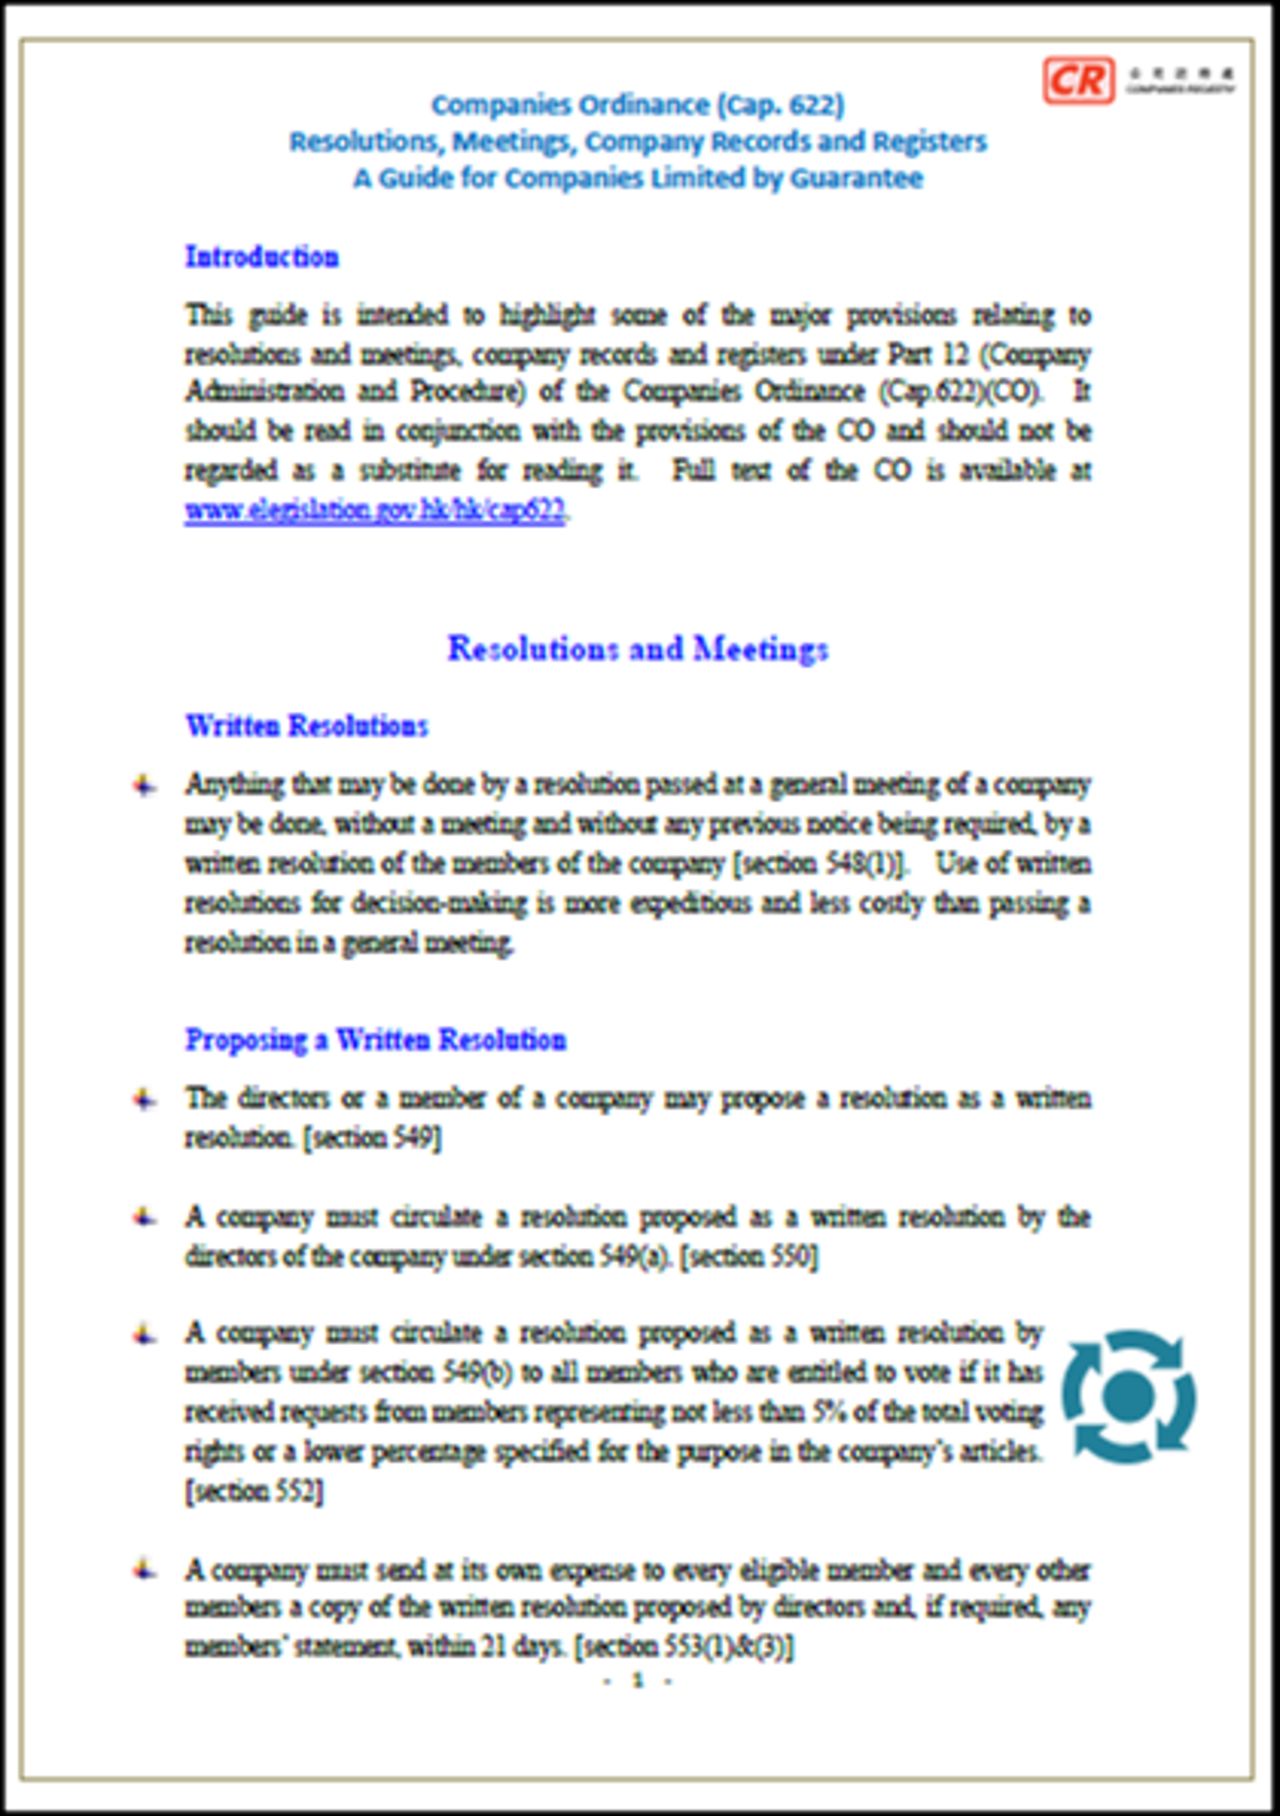 CR 公司註冊處
COMPANIES REGISTRY
Companies Ordinance (Cap. 622)
Resolutions, Meetings, Company Records and Registers
A Guide for Companies Limited by Guarantee
Introduction
This guide is intended to highlight some of the major provisions relating to
resolutions and meetings, company records and registers under Part 12 (Company
Administration and Procedure) of the Companies Ordinance (Cap.622)(CO). It
should be read in conjunction with the provisions of the CO and should not be
regarded as a substitute for reading it. Full text of the CO is available at
www.elegislation.gov.hk/hk/cap622.
Resolutions and Meetings
Written Resolutions
Anything that may be done by a resolution passed at a general meeting of a company
may be done, without a meeting and without any previous notice being required, by a
written resolution of the members of the company [section 548(1)]. Use of written
resolutions for decision-making is more expeditious and less costly than passing a
resolution in a general meeting.
Proposing a Written Resolution
The directors or a member of a company may propose a resolution as a written
resolution. [section 549]
A company must circulate a resolution proposed as a written resolution by the
directors of the company under section 549(a). [section 550]
A company must circulate a resolution proposed as a written resolution by
members under section 549(b) to all members who are entitled to vote if it has
received requests from members representing not less than 5% of the total voting
rights or a lower percentage specified for the purpose in the company's articles.
[section 552]
A company must send at its own expense to every eligible member and every other
members a copy of the written resolution proposed by directors and, if required, any
members' statement, within 21 days. [section 553(1)&(3)]
- 1 -